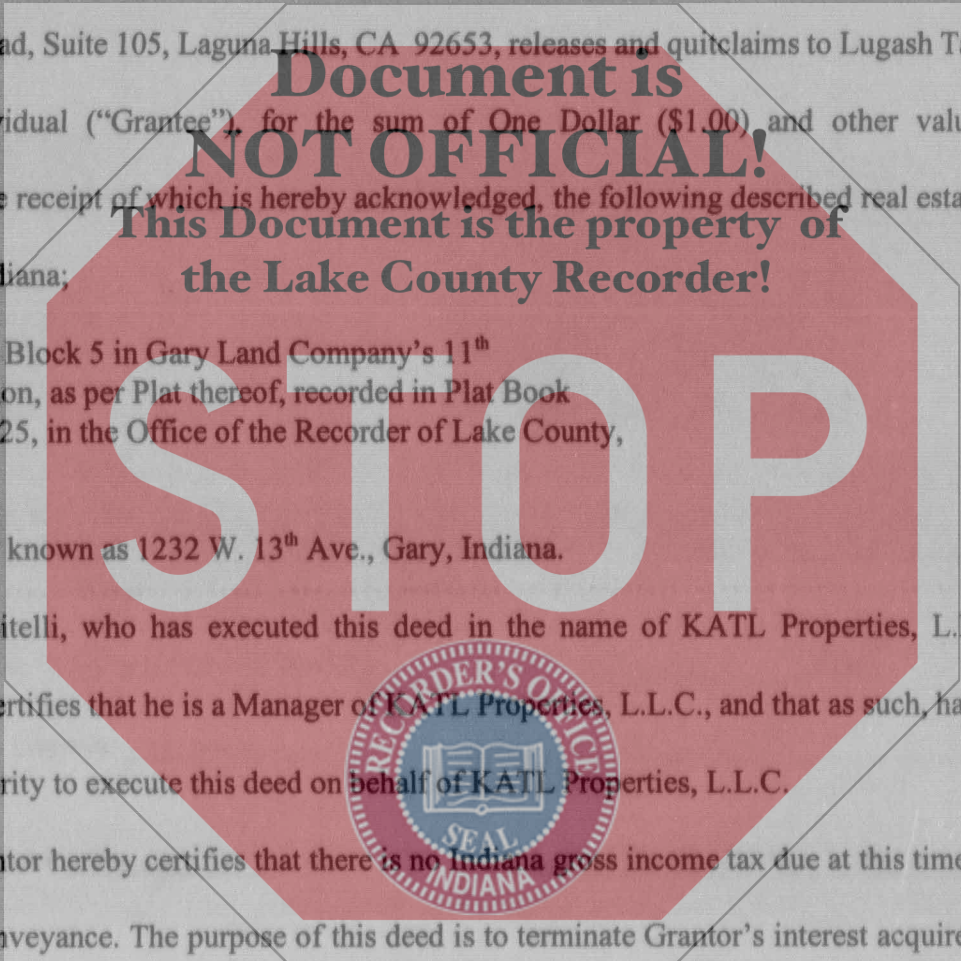 ad, Suite 105, Laguna Hills, CA 92653, releases and quitclaims to Lugash T
Document is
vidual (“Grantee”), for the sum of One Dollar ($1.00) and other valu
NOT OFFICIAL!
e receipt of which is hereby acknowledged, the following described real esta
This Document is the property of
diana;
the Lake County Recorder!
Block 5 in Gary Land Company’s 11th
on, as per Plat thereof, recorded in Plat Book
25, in the Office of the Recorder of Lake County,
STOP
known as 1232 W. 13th Ave., Gary, Indiana.
itelli, who has executed this deed in the name of KATL Properties, L.
ertifies that he is a Manager of KATL Properties, L.L.C., and that as such, ha
RECORDER'S OFFICE
rity to execute this deed on behalf of KATL Properties, L.L.C.
SEAL
ntor hereby certifies that there is no Indiana gross income tax due at this time
INDIANA
nveyance. The purpose of this deed is to terminate Grantor’s interest acquire